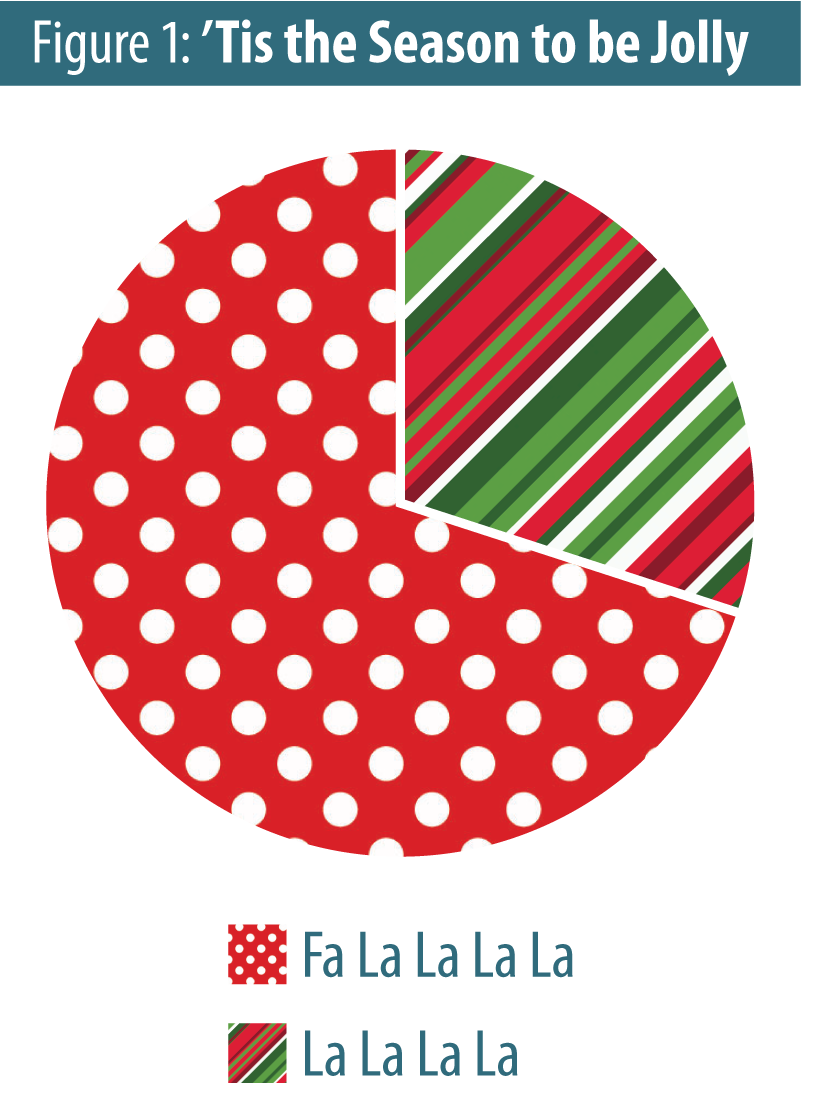 Figure 1: ’Tis the Season to be Jolly
Fa La La La La
La La La La